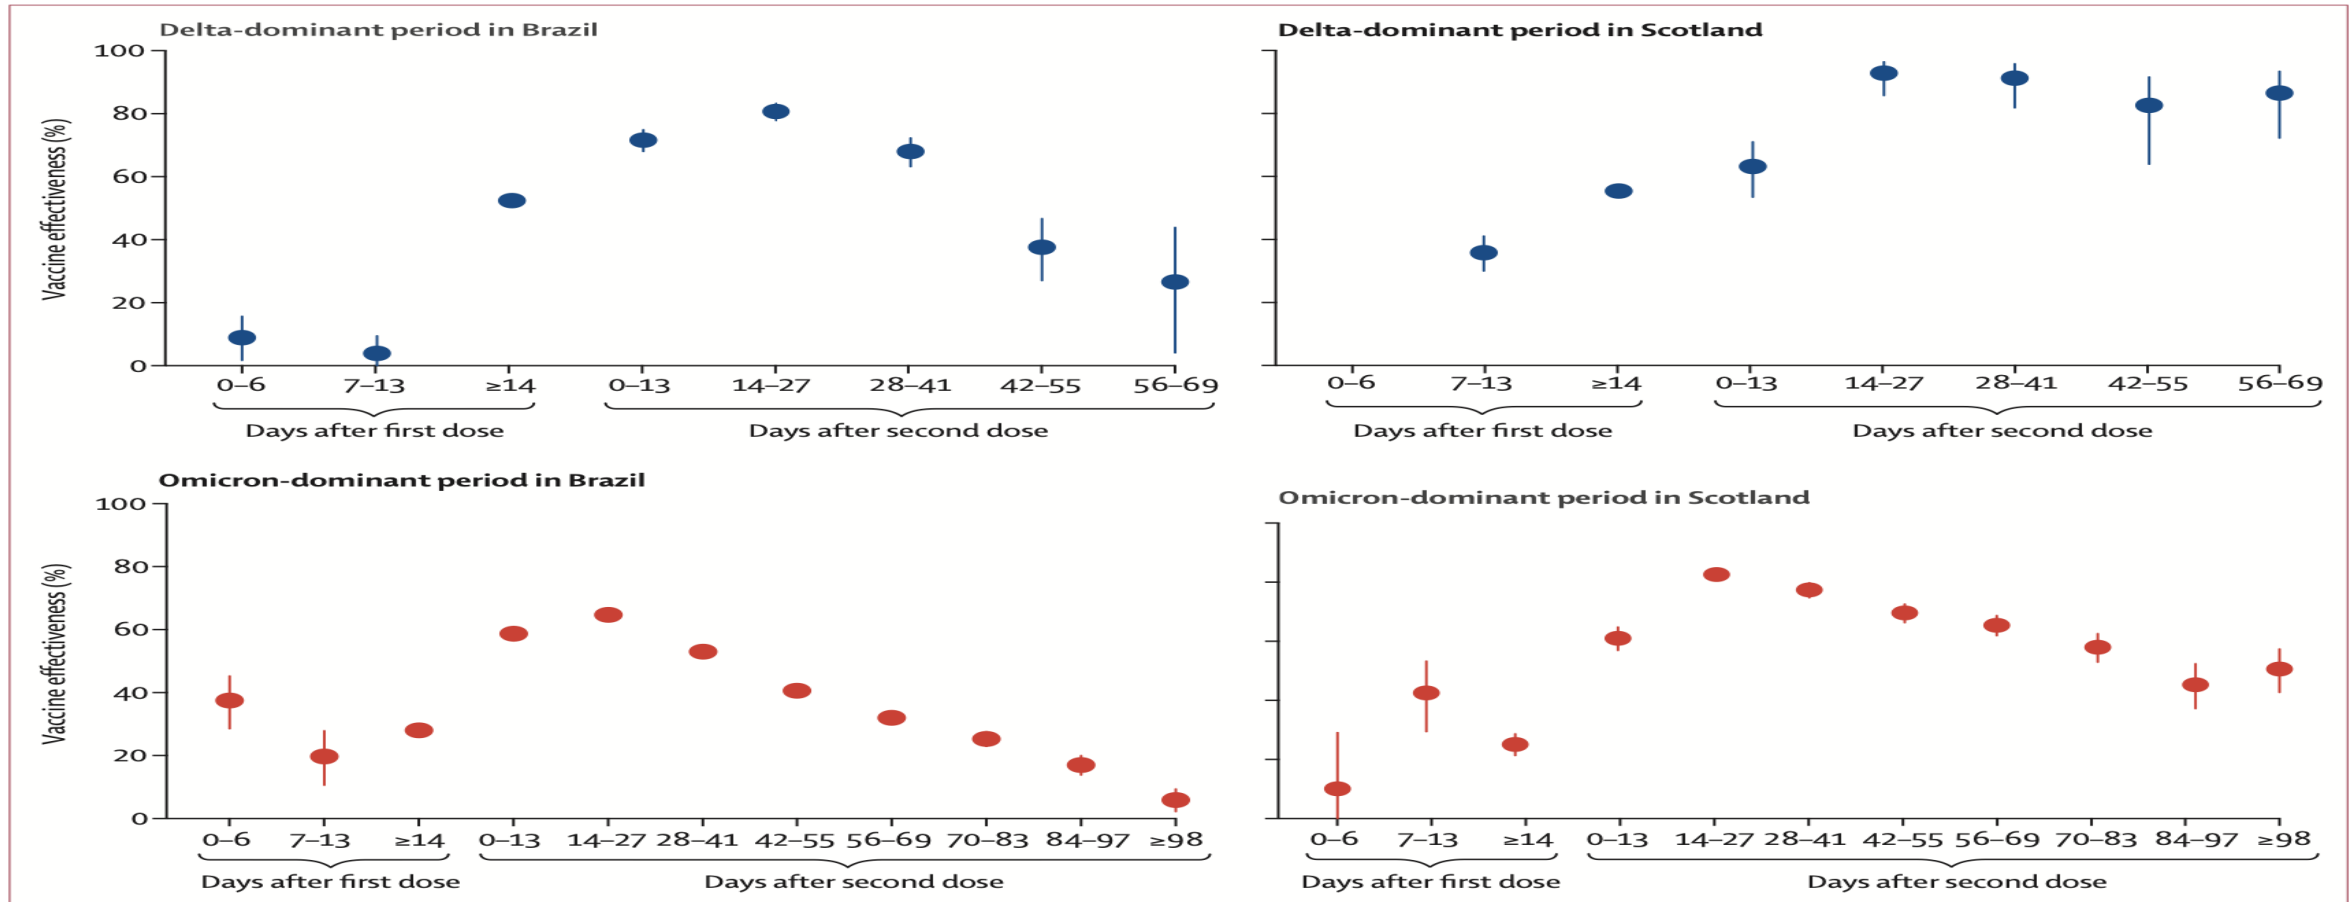 Delta-dominant period in Brazil
Vaccine effectiveness (%)
100
80
60
40
20
0
0–6 7–13 ≥14 0–13 14–27 28–41 42–55 56–69
Days after first dose Days after second dose
Delta-dominant period in Scotland
0–6 7–13 ≥14 0–13 14–27 28–41 42–55 56–69
Days after first dose Days after second dose
Omicron-dominant period in Brazil
Vaccine effectiveness (%)
100
80
60
40
20
0
0–6 7–13 ≥14 0–13 14–27 28–41 42–55 56–69 70–83 84–97 ≥98
Days after first dose Days after second dose
Omicron-dominant period in Scotland
0–6 7–13 ≥14 0–13 14–27 28–41 42–55 56–69 70–83 84–97 ≥98
Days after first dose Days after second dose